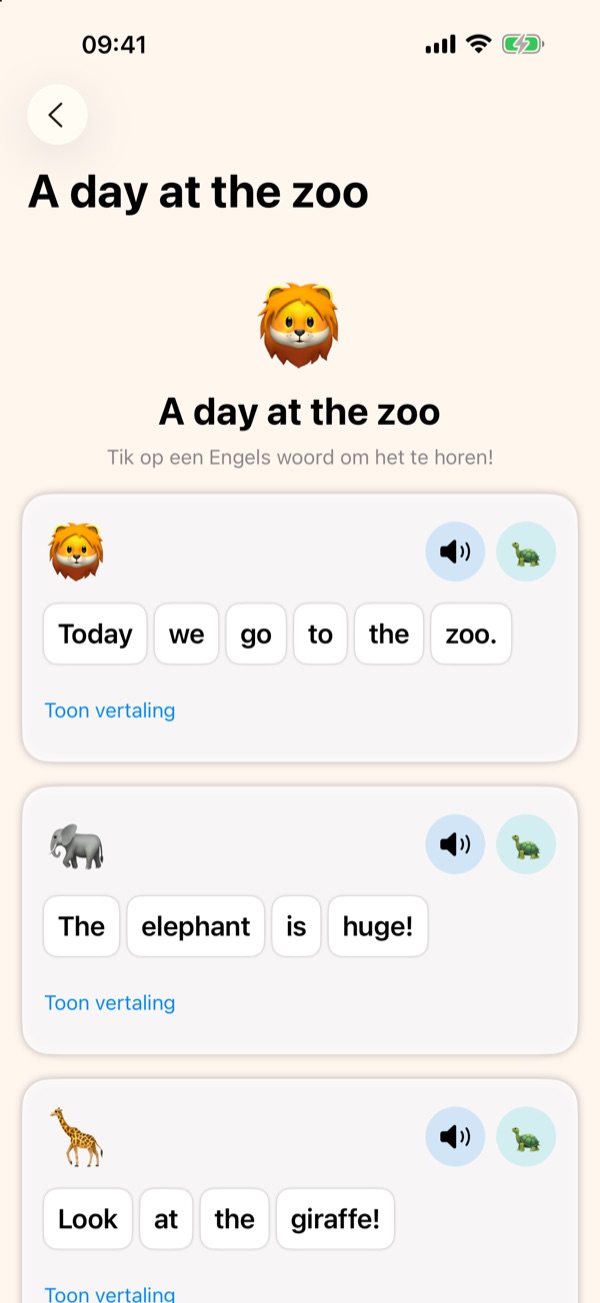 09:41
A day at the zoo
A day at the zoo
Tik op een Engels woord om het te horen!
Today we go to the zoo.
Toon vertaling
The elephant is huge!
Toon vertaling
Look at the giraffe!
Toon vertaling